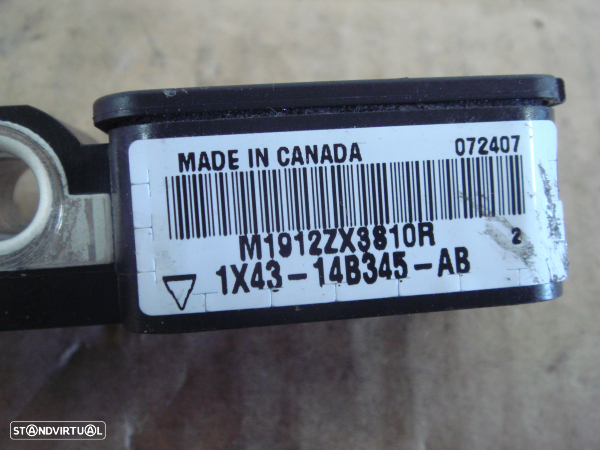 MADE IN CANADA 072407
M1912ZX3810R 2
1X43-14B345-AB
STANDVIRTUAL